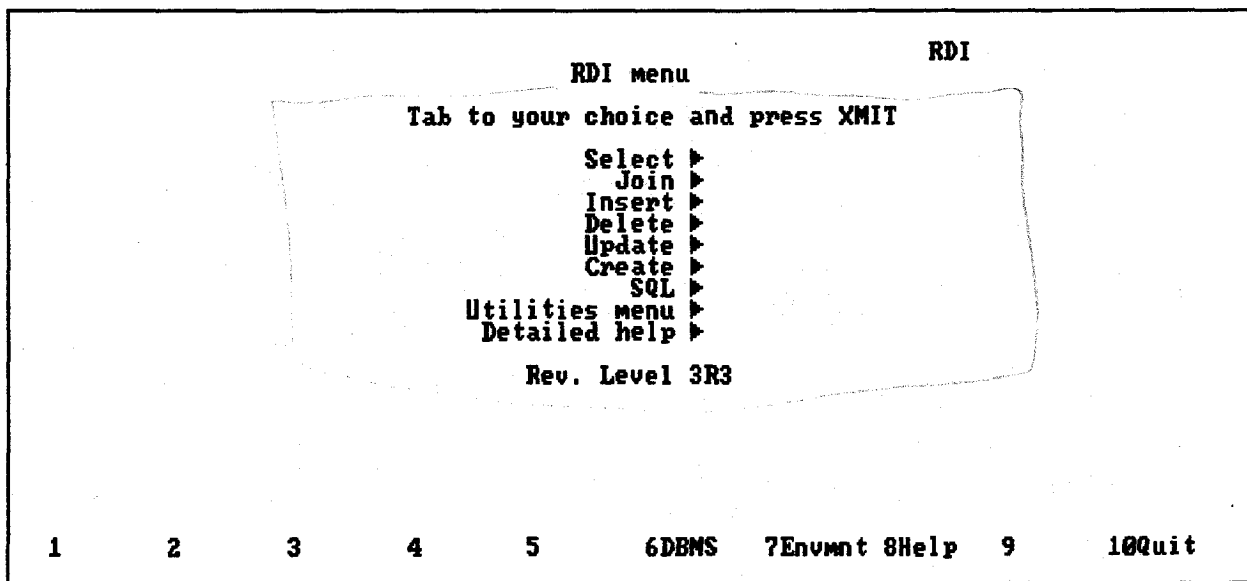 RDI
RDI menu
Tab to your choice and press XMIT
Select ▶
Join ▶
Insert ▶
Delete ▶
Update ▶
Create ▶
SQL ▶
Utilities menu ▶
Detailed help ▶
Rev. Level 3R3
1 2 3 4 5 6DBMS 7Envmnt 8Help 9 10Quit